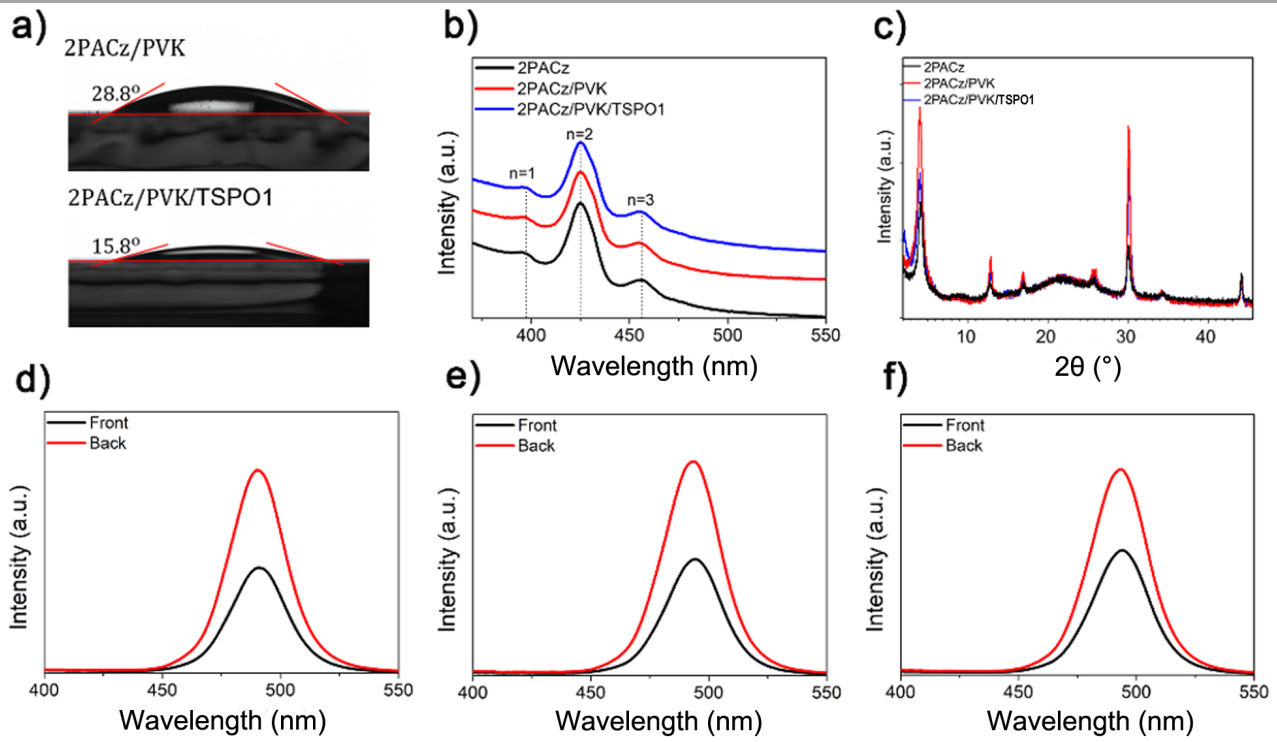 a)
2PACz/PVK
28.8º
2PACz/PVK/TSPO1
15.8º
b)
2PACz
2PACz/PVK
2PACz/PVK/TSPO1
n=1
n=2
n=3
Intensity (a.u.)
400 450 500 550
Wavelength (nm)
c)
2PACz
2PACz/PVK
2PACz/PVK/TSPO1
Intensity (a.u.)
10 20 30 40
2θ (°)
d)
Front
Back
Intensity (a.u.)
400 450 500 550
Wavelength (nm)
e)
Front
Back
Intensity (a.u.)
400 450 500 550
Wavelength (nm)
f)
Front
Back
Intensity (a.u.)
400 450 500 550
Wavelength (nm)